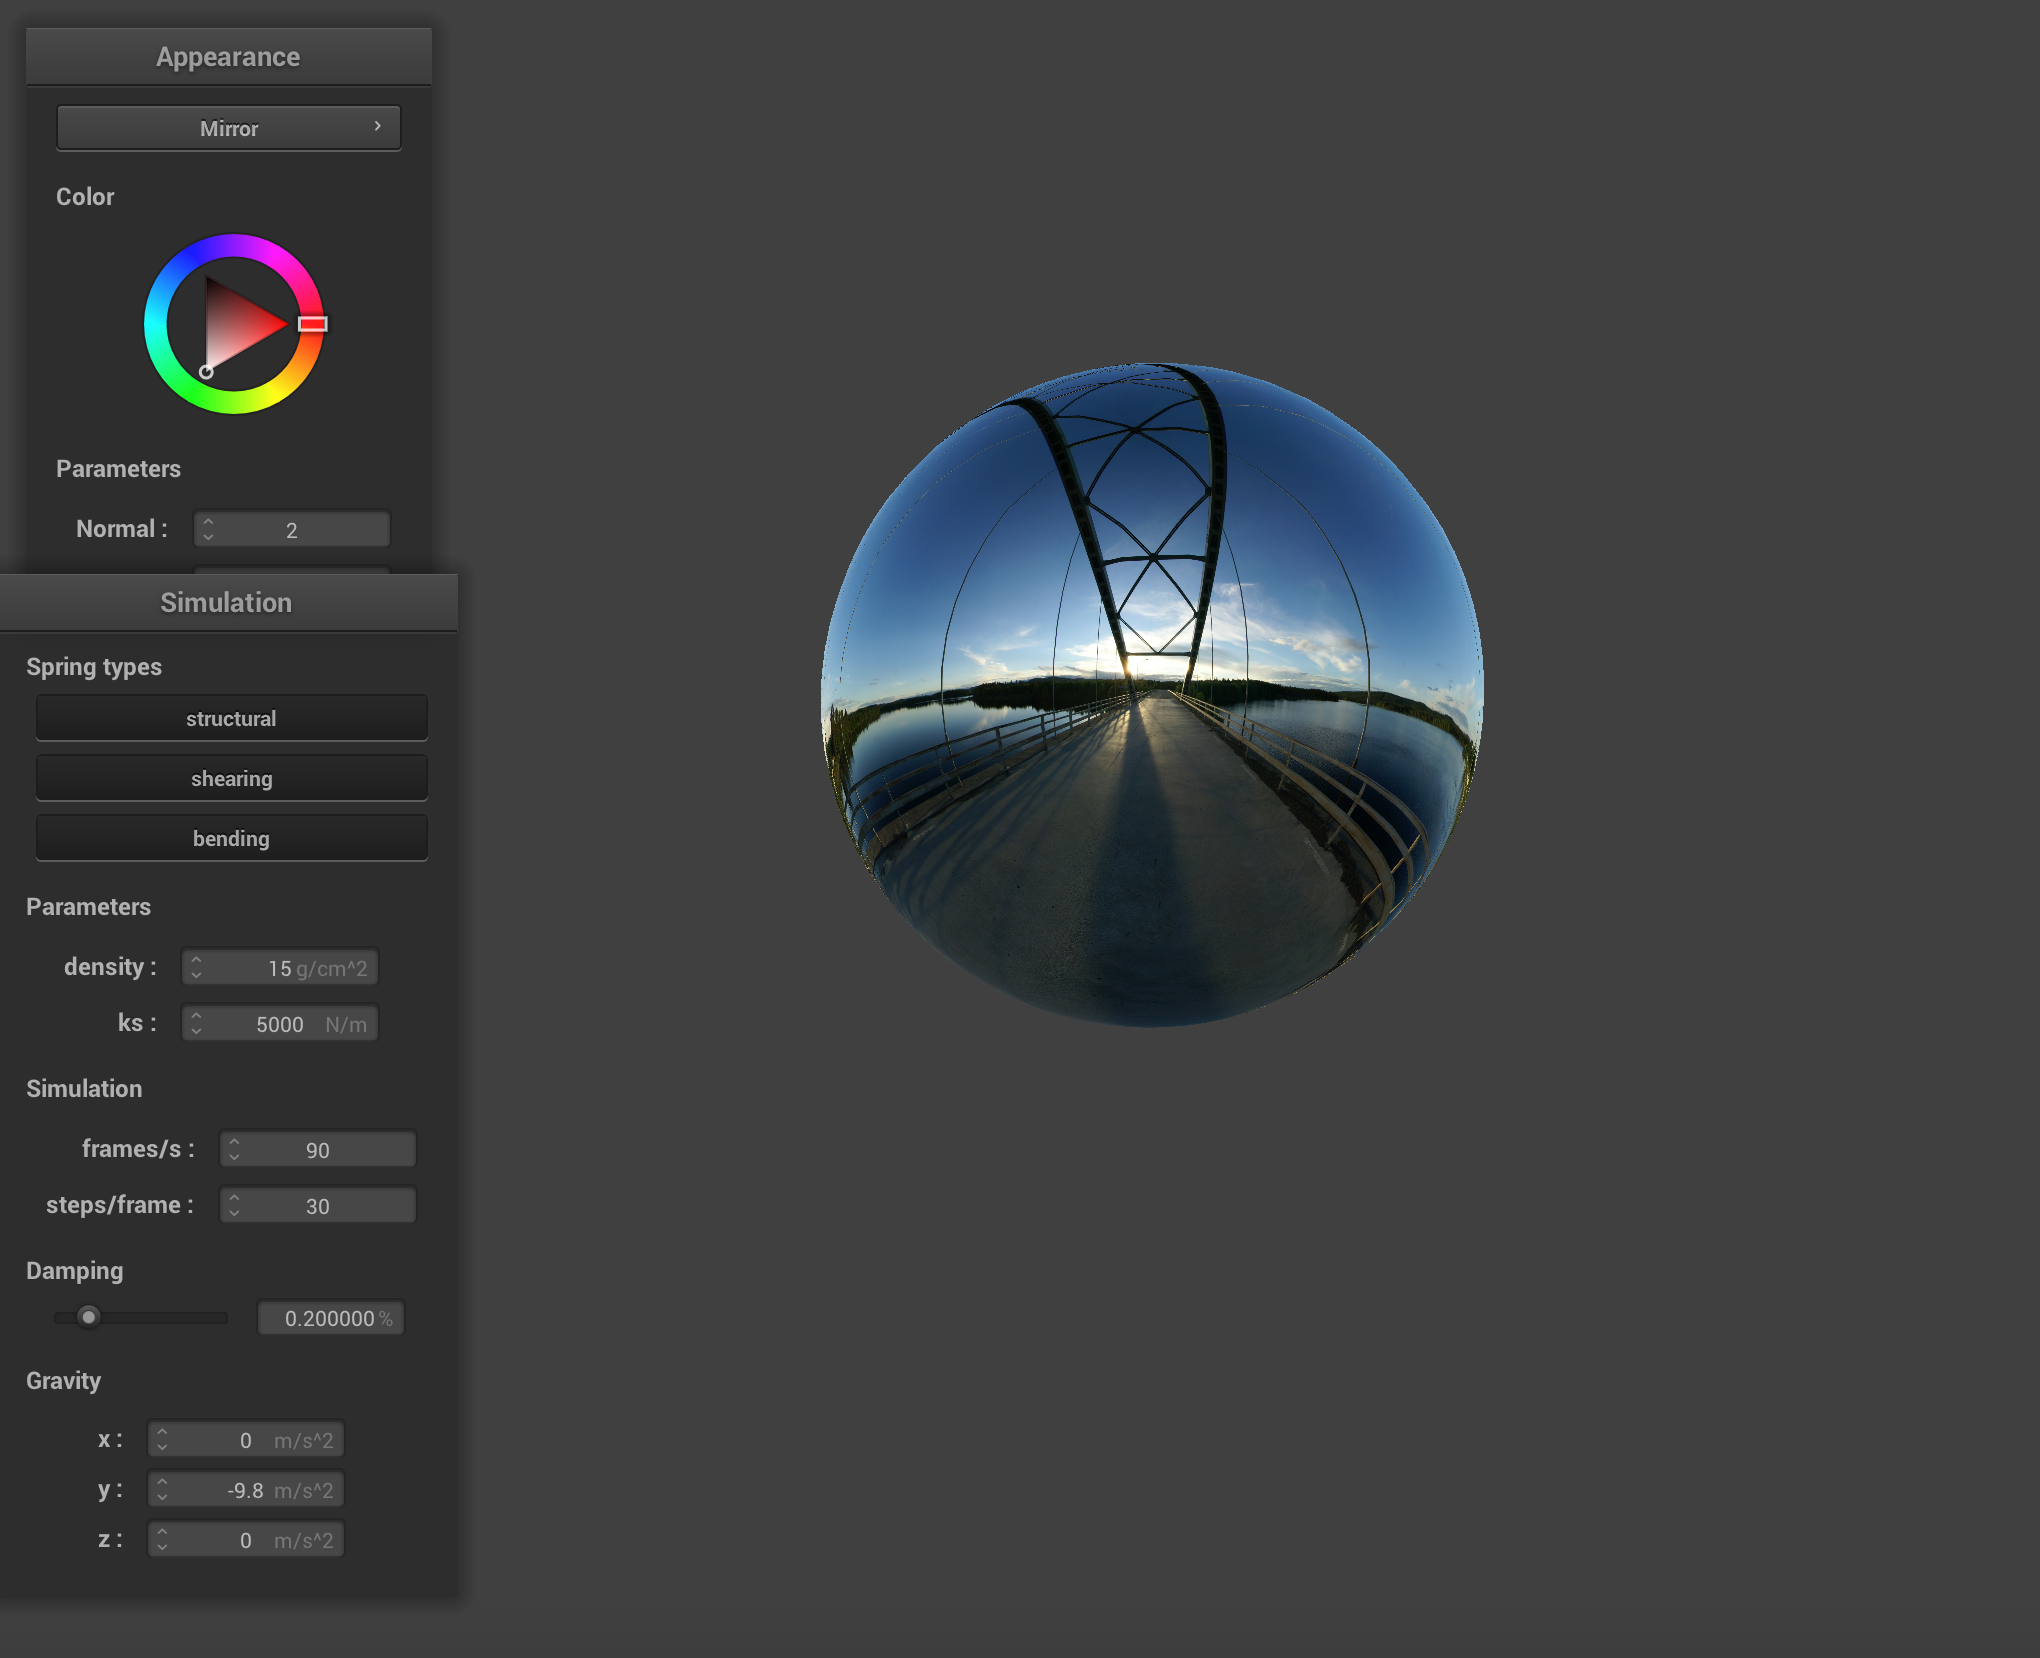 Appearance
Mirror
Color
Parameters
Normal : 2
Simulation
Spring types
structural
shearing
bending
Parameters
density : 15 g/cm^2
ks : 5000 N/m
Simulation
frames/s : 90
steps/frame : 30
Damping
0.200000 %
Gravity
x : 0 m/s^2
y : -9.8 m/s^2
z : 0 m/s^2